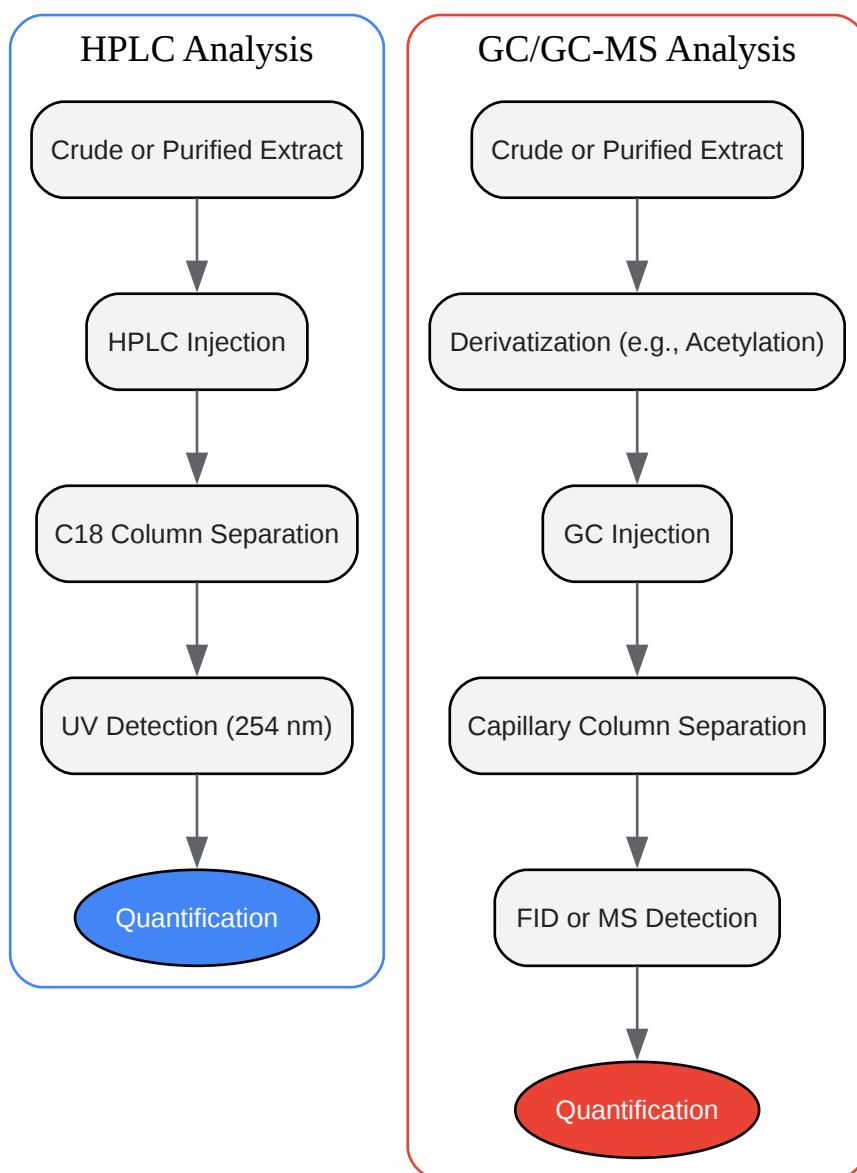 HPLC Analysis
Crude or Purified Extract
HPLC Injection
C18 Column Separation
UV Detection (254 nm)
Quantification
GC/GC-MS Analysis
Crude or Purified Extract
Derivatization (e.g., Acetylation)
GC Injection
Capillary Column Separation
FID or MS Detection
Quantification